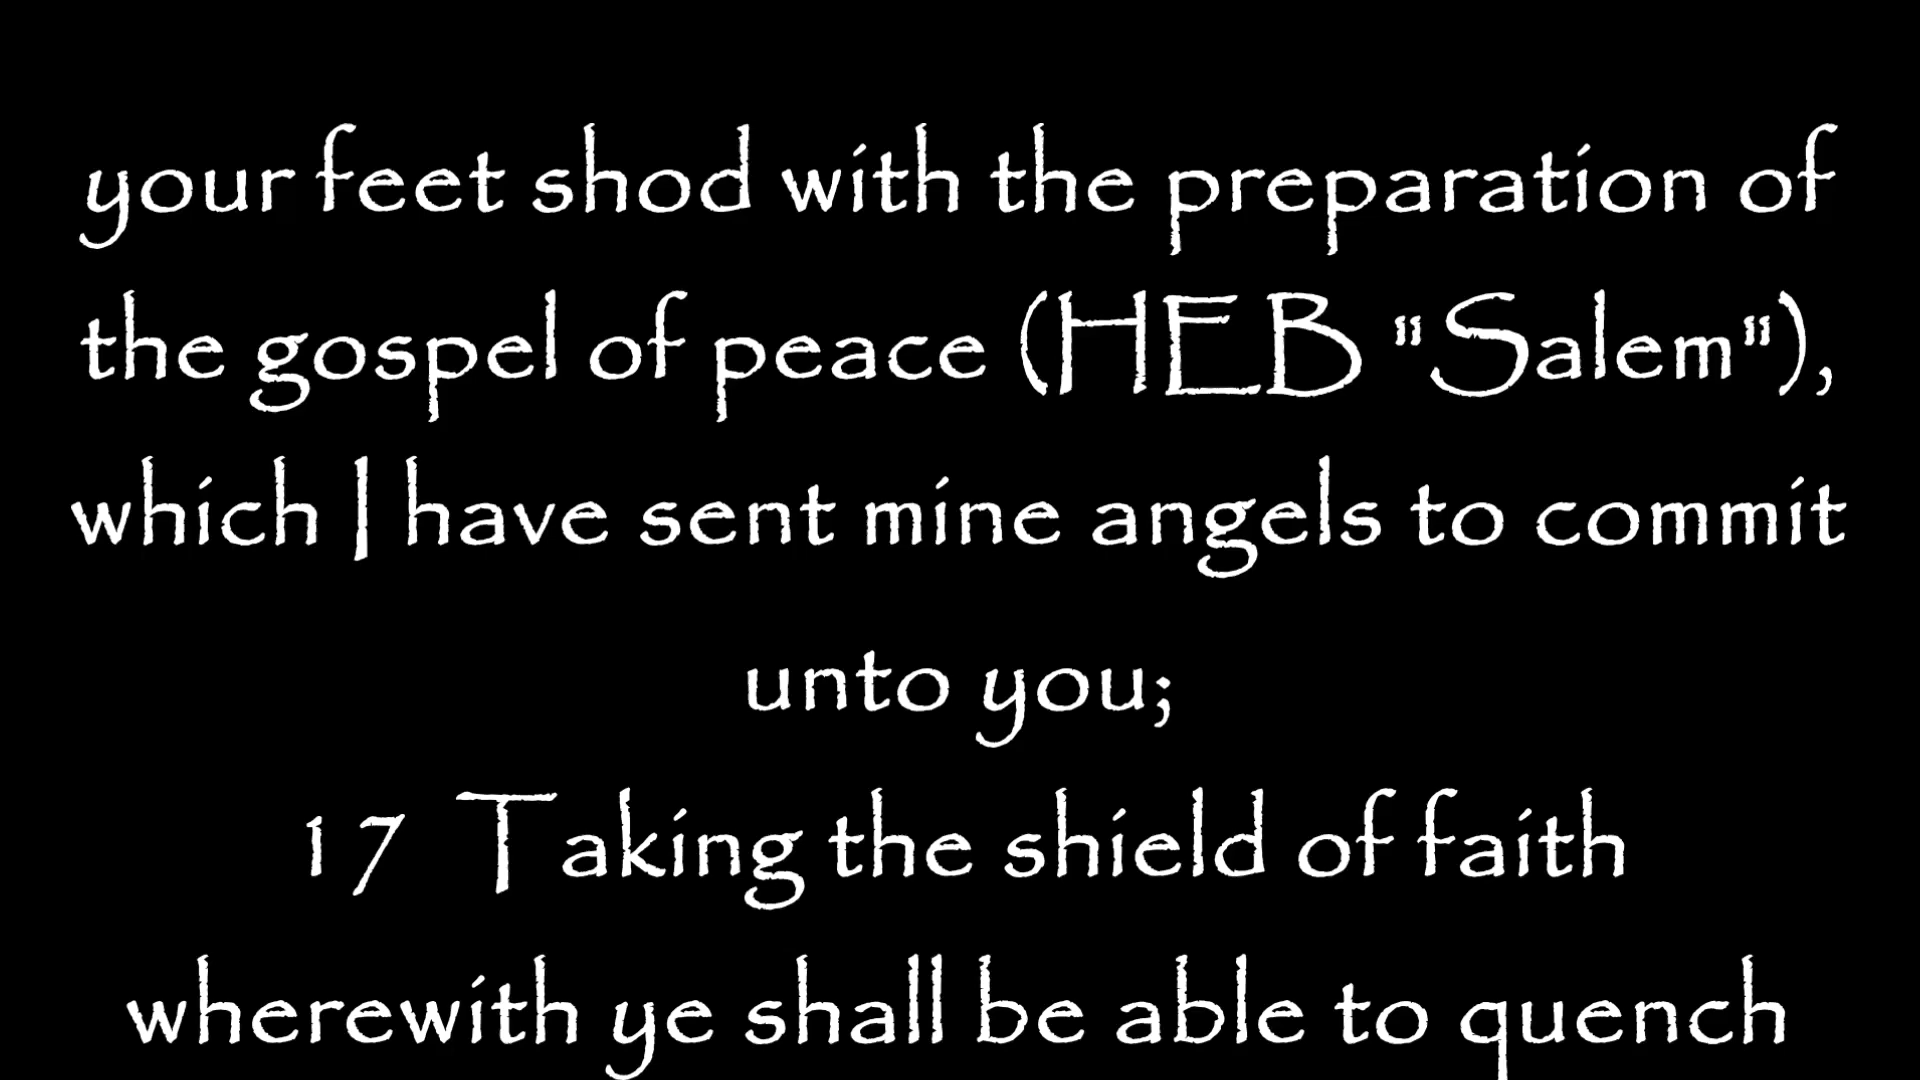 your feet shod with the preparation of
the gospel of peace (HEB "Salem"),
which I have sent mine angels to commit
unto you;
17 Taking the shield of faith
wherewith ye shall be able to quench